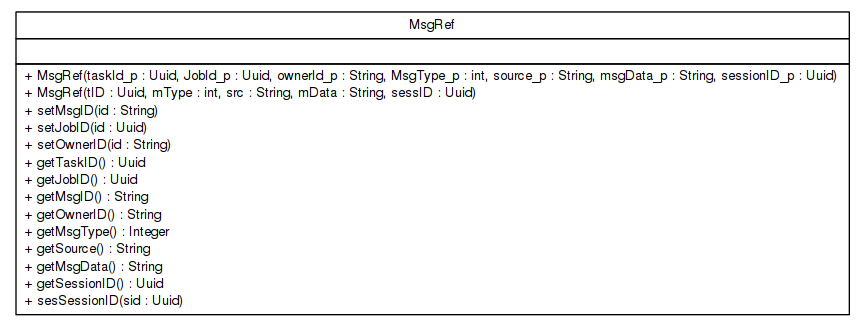 MsgRef
+ MsgRef(taskId_p : Uuid, JobId_p : Uuid, ownerId_p : String, MsgType_p : int, source_p : String, msgData_p : String, sessionID_p : Uuid)
+ MsgRef(tID : Uuid, mType : int, src : String, mData : String, sessID : Uuid)
+ setMsgID(id : String)
+ setJobID(id : Uuid)
+ setOwnerID(id : String)
+ getTaskID() : Uuid
+ getJobID() : Uuid
+ getMsgID() : String
+ getOwnerID() : String
+ getMsgType() : Integer
+ getSource() : String
+ getMsgData() : String
+ getSessionID() : Uuid
+ sesSessionID(sid : Uuid)